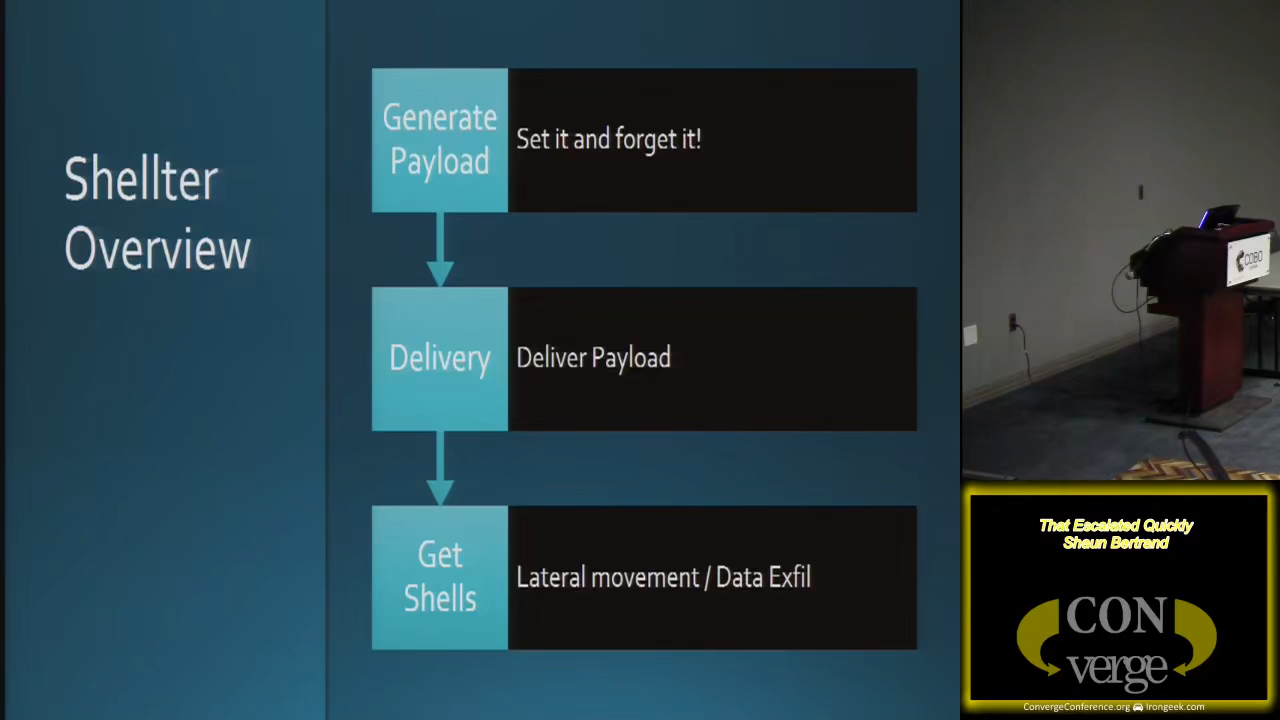 Shellter
Overview
Generate
Payload
Set it and forget it!
Delivery
Deliver Payload
Get
Shells
Lateral movement / Data Exfil
COBO
That Escalated Quickly
Shaun Bertrand
CON
verge
ConvergeConference.org Irongeek.com